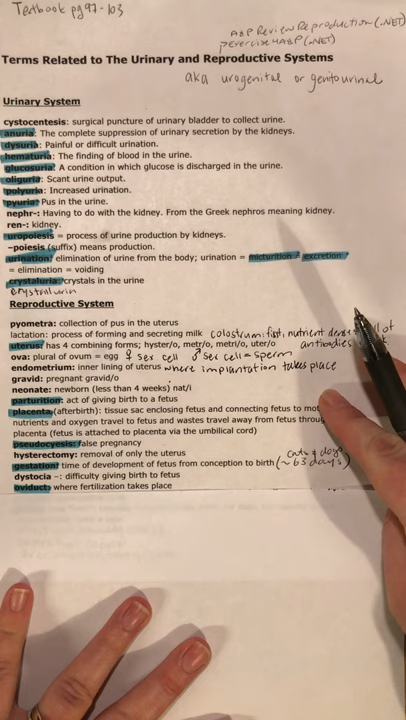 Textbook pg 97-103
A&P Review Reproduction (.NET)
exercise 4 A&P (.NET)
Terms Related to The Urinary and Reproductive Systems
aka urogenital or genitourinal
Urinary System
cystocentesis: surgical puncture of urinary bladder to collect urine.
anuria: The complete suppression of urinary secretion by the kidneys.
dysuria: Painful or difficult urination.
hematuria: The finding of blood in the urine.
glucosuria: A condition in which glucose is discharged in the urine.
oliguria: Scant urine output.
polyuria: Increased urination.
pyuria: Pus in the urine.
nephr-: Having to do with the kidney. From the Greek nephros meaning kidney.
ren-: kidney.
uropoiesis = process of urine production by kidneys.
-poiesis (suffix) means production.
urination: elimination of urine from the body; urination = micturition = excretion
= elimination = voiding
crystaluria: crystals in the urine
crystalurin
Reproductive System
pyometra: collection of pus in the uterus
lactation: process of forming and secreting milk colostrum: fast, nutrient dense, of
uterus: has 4 combining forms; hyster/o, metr/o, metri/o, uter/o antibodies
ova: plural of ovum = egg ♀ sex cell ♂ sex cell = sperm
endometrium: inner lining of uterus where implantation takes place
gravid: pregnant gravid/o
neonate: newborn (less than 4 weeks) nat/i
parturition: act of giving birth to a fetus
placenta (afterbirth): tissue sac enclosing fetus and connecting fetus to
nutrients and oxygen travel to fetus and wastes travel away from fetus
placenta (fetus is attached to placenta via the umbilical cord)
pseudocyesis: false pregnancy
hysterectomy: removal of only the uterus
cats & dogs
gestation: time of development of fetus from conception to birth (~63 days)
dystocia -: difficulty giving birth to fetus
oviduct: where fertilization takes place